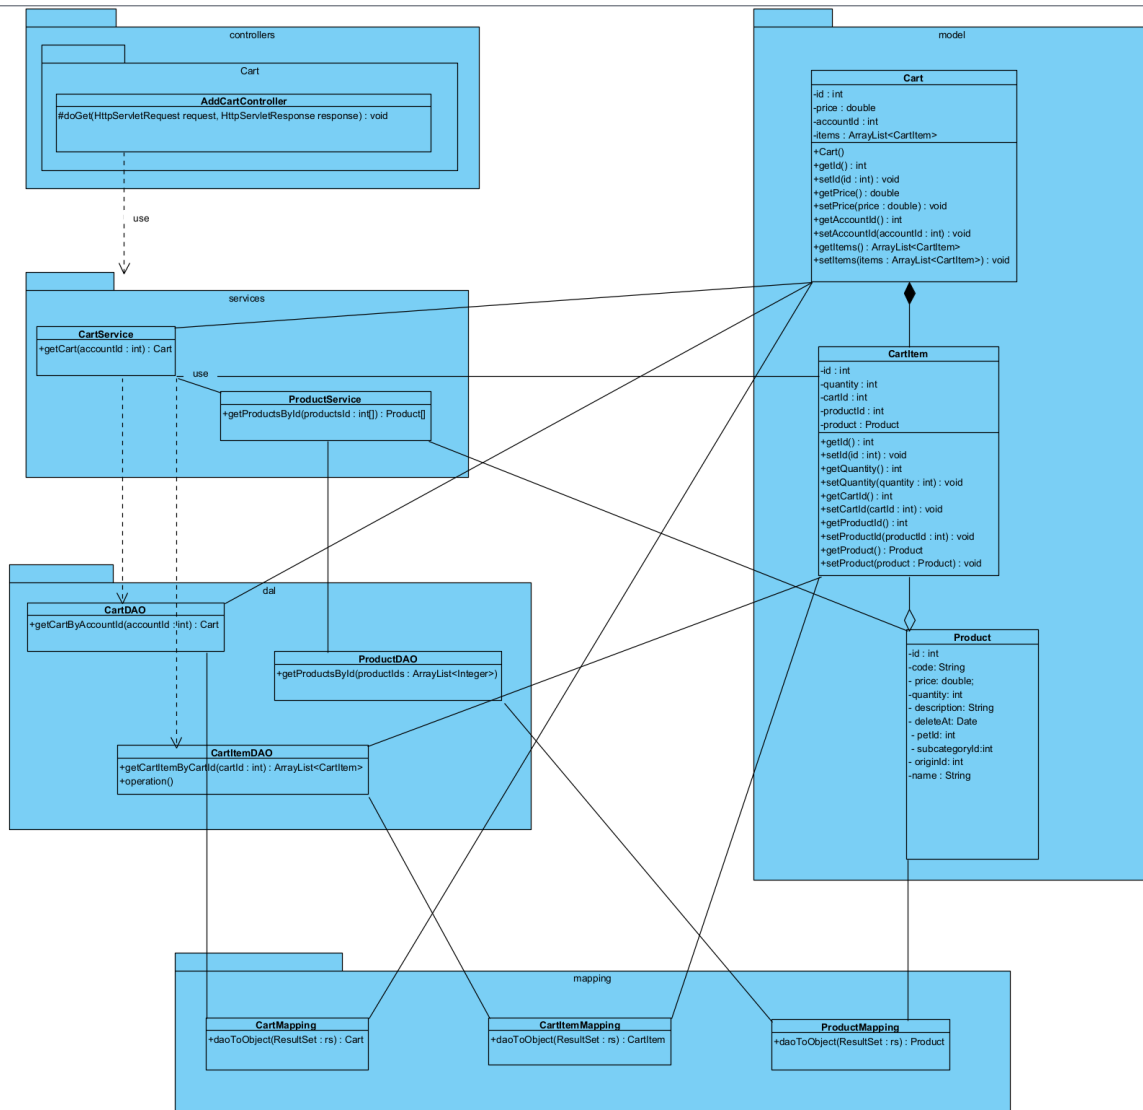 controllers
Cart
AddCartController
#doGet(HttpServletRequest request, HttpServletResponse response) : void
use
services
CartService
+getCart(accountId : int) : Cart
use
ProductService
+getProductsById(productsId : int[]) : Product[]
dal
CartDAO
+getCartByAccountId(accountId : int) : Cart
ProductDAO
+getProductsById(productIds : ArrayList<Integer>)
CartItemDAO
+getCartItemByCartId(cartId : int) : ArrayList<CartItem>
+operation()
model
Cart
-id : int
-price : double
-accountId : int
-items : ArrayList<CartItem>
+Cart()
+getId() : int
+setId(id : int) : void
+getPrice() : double
+setPrice(price : double) : void
+getAccountId() : int
+setAccountId(accountId : int) : void
+getItems() : ArrayList<CartItem>
+setItems(items : ArrayList<CartItem>) : void
CartItem
-id : int
-quantity : int
-cartId : int
-productId : int
-product : Product
+getId() : int
+setId(id : int) : void
+getQuantity() : int
+setQuantity(quantity : int) : void
+getCartId() : int
+setCartId(cartId : int) : void
+getProductId() : int
+setProductId(productId : int) : void
+getProduct() : Product
+setProduct(product : Product) : void
Product
-id : int
-code: String
- price: double;
-quantity: int
- description: String
- deleteAt: Date
- petId: int
- subcategoryId:int
- originId: int
-name : String
mapping
CartMapping
+daoToObject(ResultSet : rs) : Cart
CartItemMapping
+daoToObject(ResultSet : rs) : CartItem
ProductMapping
+daoToObject(ResultSet : rs) : Product